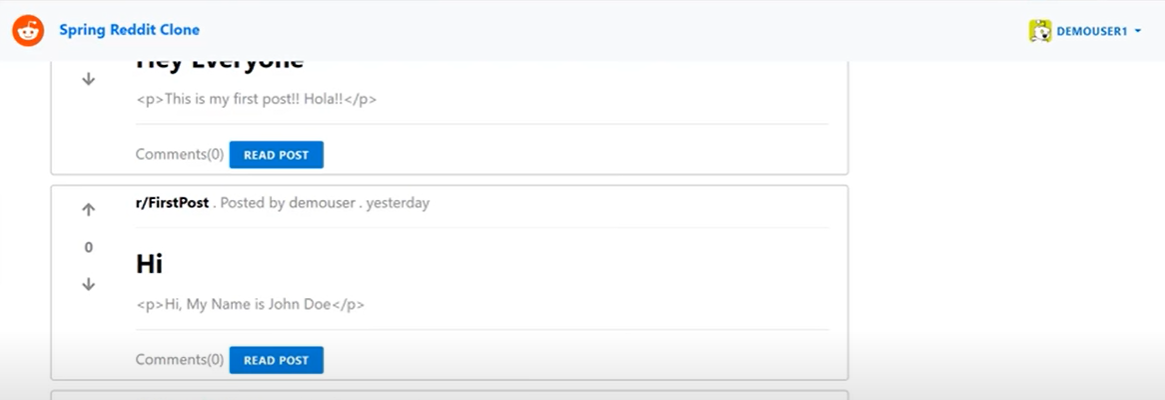 Spring Reddit Clone
DEMOUSER1
Hey Everyone
<p>This is my first post!! Hola!!</p>
Comments(0) READ POST
r/FirstPost . Posted by demouser . yesterday
0
Hi
<p>Hi, My Name is John Doe</p>
Comments(0) READ POST